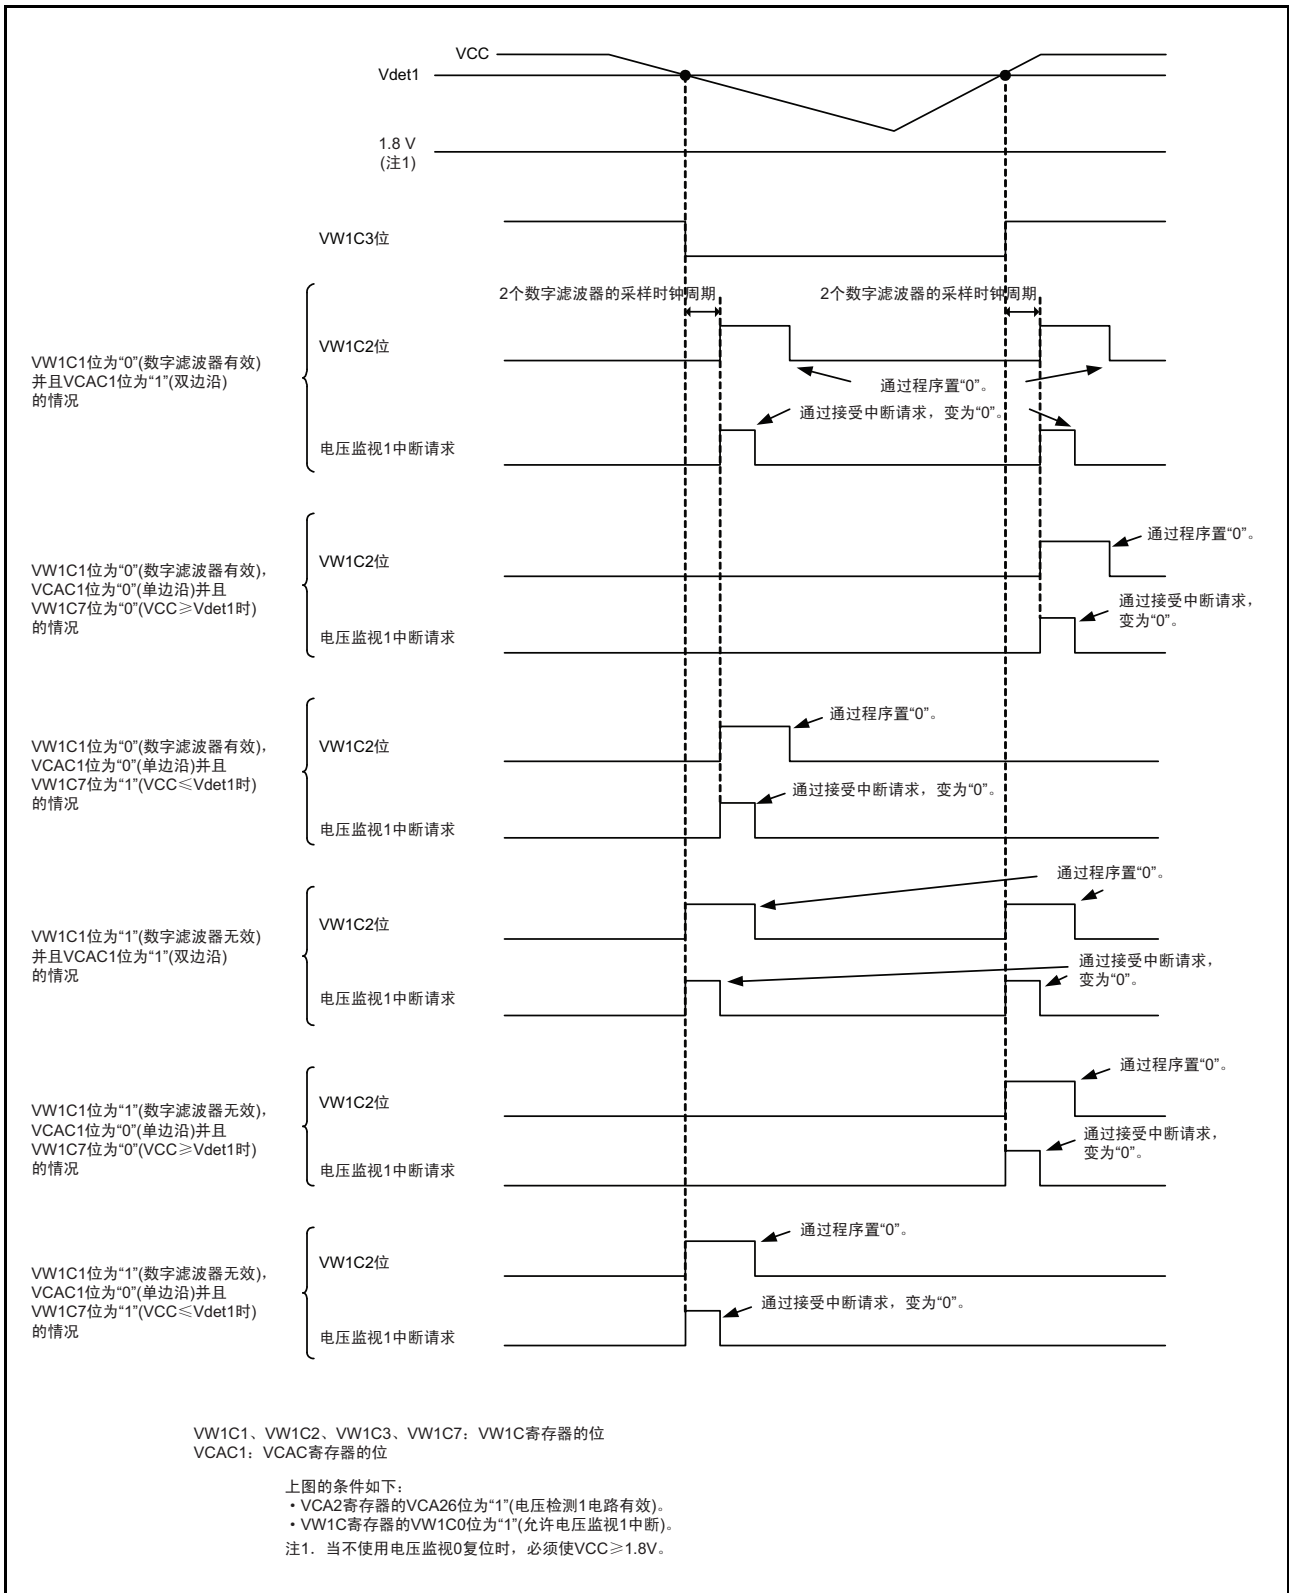 VCC
Vdet1
1.8 V
(注1)
VW1C3位
2个数字滤波器的采样时钟周期
2个数字滤波器的采样时钟周期
VW1C1位为“0”(数字滤波器有效)
并且VCAC1位为“1”(双边沿)
的情况
VW1C2位
通过程序置“0”。
通过接受中断请求，变为“0”。
电压监视1中断请求
VW1C1位为“0”(数字滤波器有效)，
VCAC1位为“0”(单边沿)并且
VW1C7位为“0”(VCC≥Vdet1时)
的情况
VW1C2位
通过程序置“0”。
通过接受中断请求，
变为“0”。
电压监视1中断请求
VW1C1位为“0”(数字滤波器有效)，
VCAC1位为“0”(单边沿)并且
VW1C7位为“1”(VCC≤Vdet1时)
的情况
VW1C2位
通过程序置“0”。
通过接受中断请求，变为“0”。
电压监视1中断请求
VW1C1位为“1”(数字滤波器无效)
并且VCAC1位为“1”(双边沿)
的情况
VW1C2位
通过程序置“0”。
通过接受中断请求，
变为“0”。
电压监视1中断请求
VW1C1位为“1”(数字滤波器无效)，
VCAC1位为“0”(单边沿)并且
VW1C7位为“0”(VCC≥Vdet1时)
的情况
VW1C2位
通过程序置“0”。
通过接受中断请求，
变为“0”。
电压监视1中断请求
VW1C1位为“1”(数字滤波器无效)，
VCAC1位为“0”(单边沿)并且
VW1C7位为“1”(VCC≤Vdet1时)
的情况
VW1C2位
通过程序置“0”。
通过接受中断请求，变为“0”。
电压监视1中断请求
VW1C1、VW1C2、VW1C3、VW1C7：VW1C寄存器的位
VCAC1：VCAC寄存器的位
上图的条件如下：
・VCA2寄存器的VCA26位为“1”(电压检测1电路有效)。
・VW1C寄存器的VW1C0位为“1”(允许电压监视1中断)。
注1. 当不使用电压监视0复位时，必须使VCC≥1.8V。